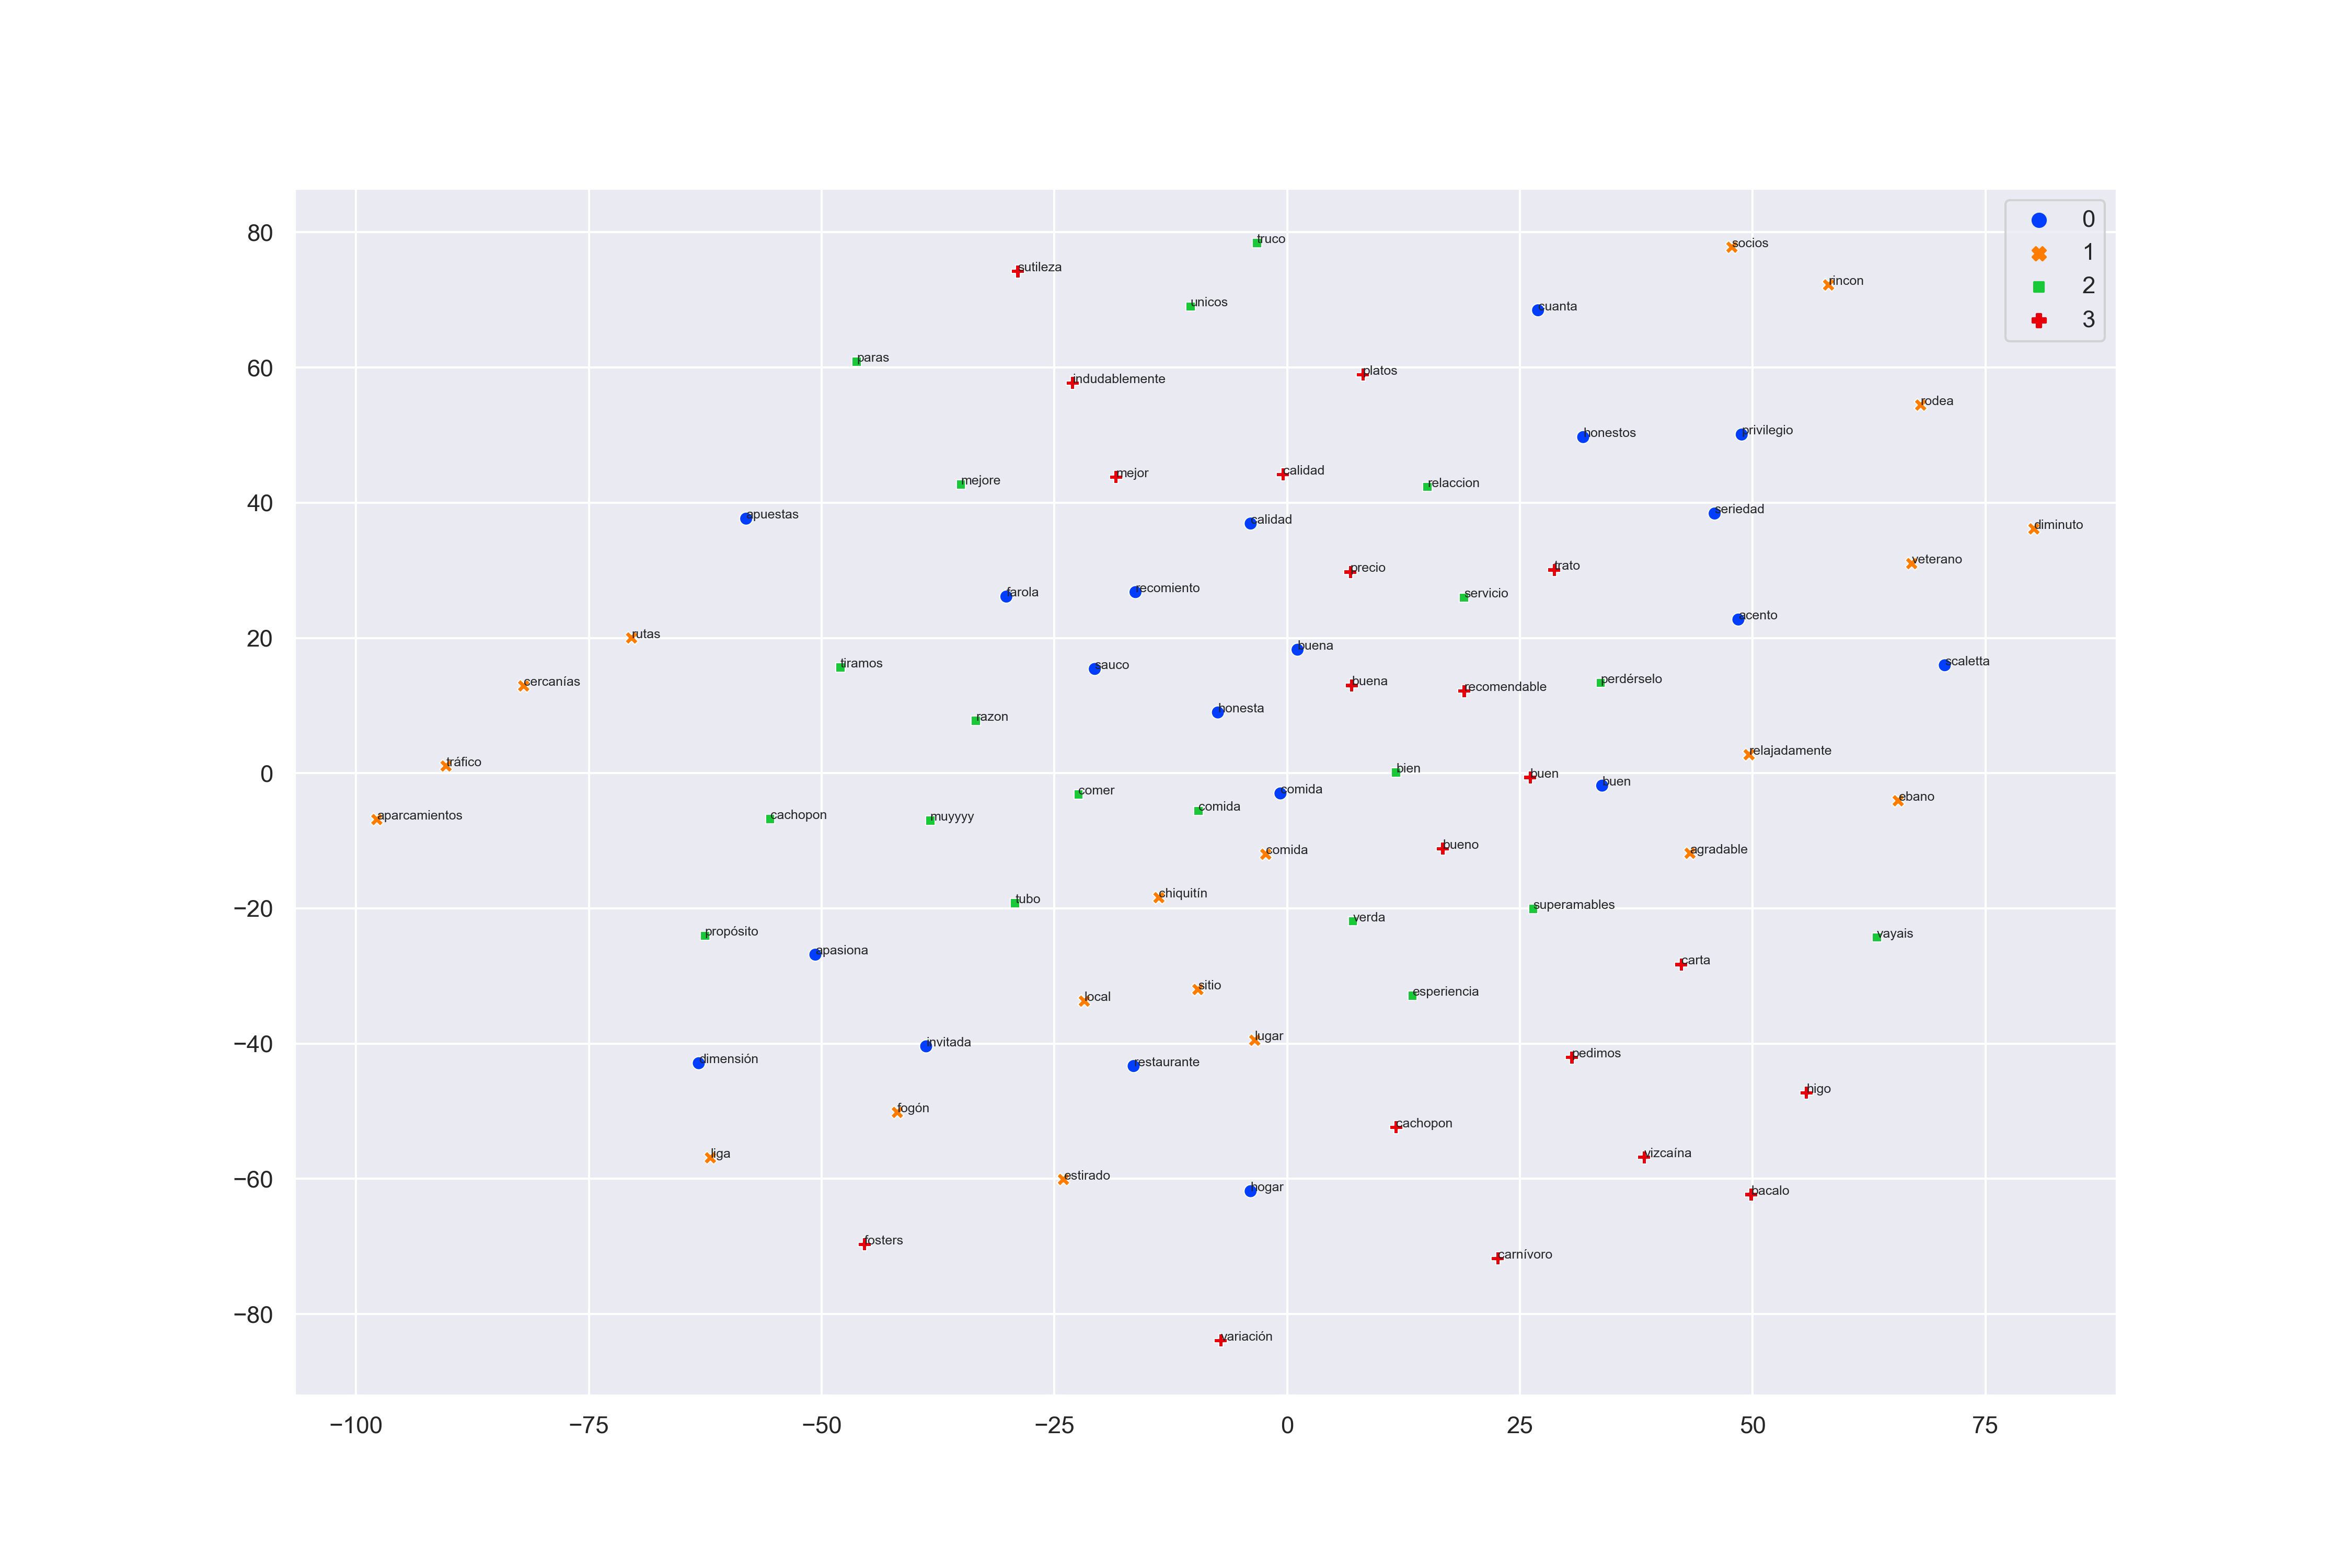 80
60
40
20
0
−20
−40
−60
−80
truco
socios
sutileza
rincon
unicos
cuanta
paras
platos
indudablemente
rodea
privilegio
honestos
calidad
mejor
mejore
relaccion
seriedad
apuestas
calidad
diminuto
veterano
trato
precio
recomiento
farola
servicio
acento
rutas
buena
tiramos
sauco
scaletta
cercanías
buena
recomendable
perdérselo
honesta
razon
relajadamente
tráfico
bien
buen
buen
comer
comida
ebano
comida
aparcamientos
cachopon
muyyyy
bueno
comida
agradable
chiquitín
tubo
superamables
verda
propósito
vayais
apasiona
carta
sitio
esperiencia
local
lugar
invitada
pedimos
dimensión
restaurante
bigo
fogón
cachopon
liga
vizcaína
estirado
hogar
bacalo
fosters
carnívoro
variación
0
1
2
3
−100 −75 −50 −25 0 25 50 75